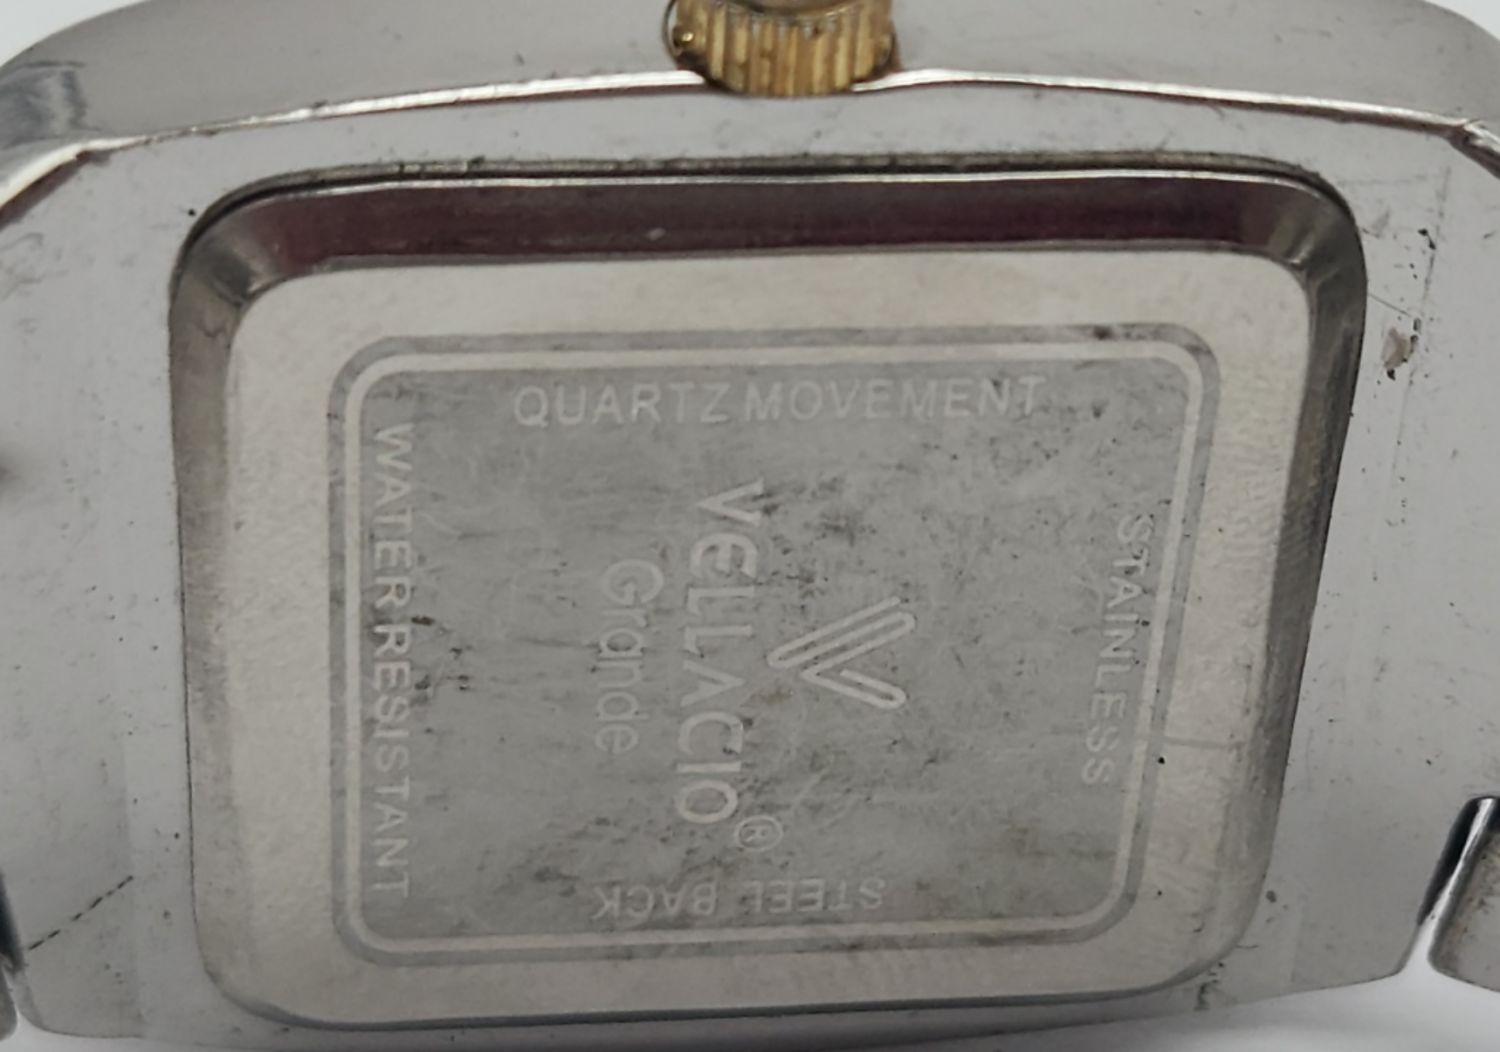 QUARTZ MOVEMENT
STAINLESS
STEEL BACK
WATER RESISTANT
VELLACIO®
Grande